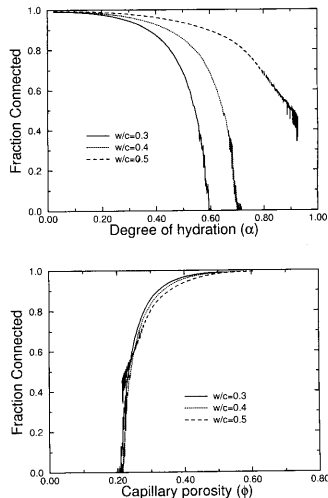 1.0
0.8
0.6
0.4
0.2
0.0
Fraction Connected
w/c=0.3
w/c=0.4
w/c=0.5
0.0 0.20 0.40 0.60 0.80 1.00
Degree of hydration (α)
1.0
0.8
0.6
0.4
0.2
0.0
Fraction Connected
w/c=0.3
w/c=0.4
w/c=0.5
0.00 0.20 0.40 0.60 0.80
Capillary porosity (ϕ)